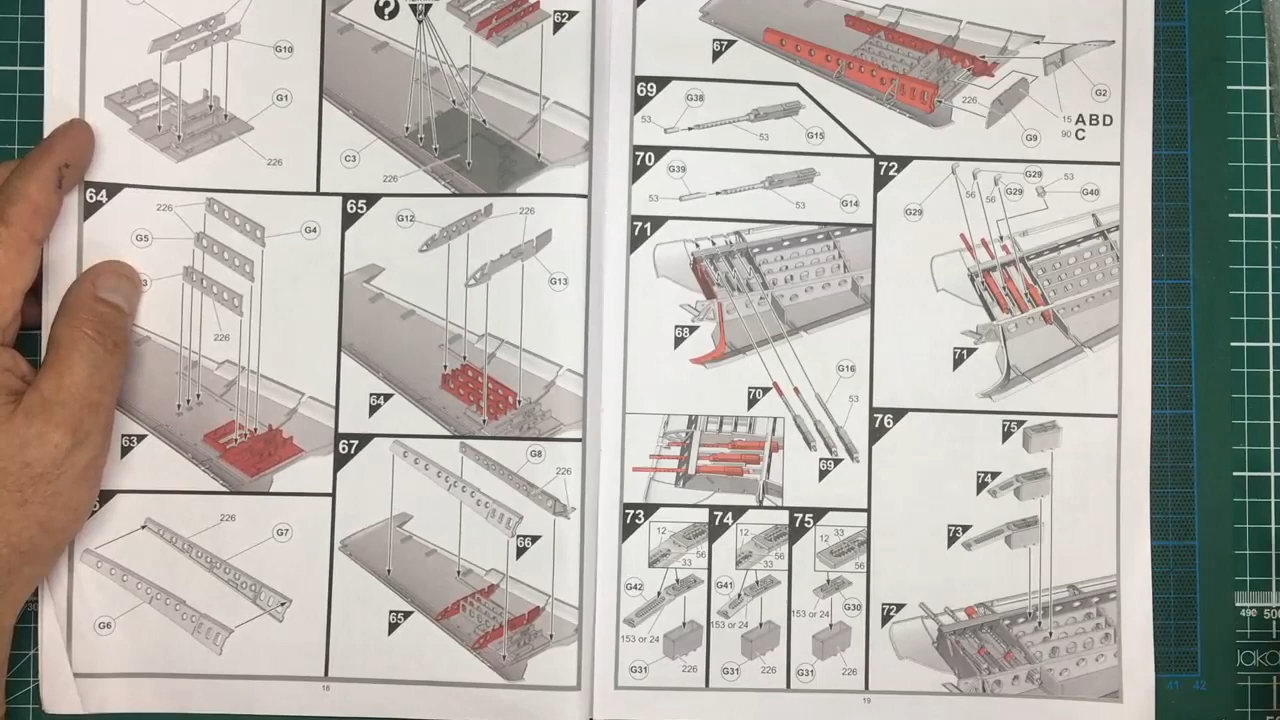 G10
G1
226
62
C3
226
64
226
G5
G4
226
63
65
G12
226
G13
64
226
G7
G6
67
G8
226
66
65
18
67
G2
226
15 ABD
90 C
G9
69
G38
53
53
G15
70
G39
53
53
G14
71
68
70
G16
53
69
72
G29
56
56
G29
G29
53
G40
71
73
12
56
33
G42
153 or 24
G31
226
74
12
56
33
G41
153 or 24
G31
226
75
12
33
56
G30
153 or 24
G31
226
76
75
74
73
72
19
41 42
490 500